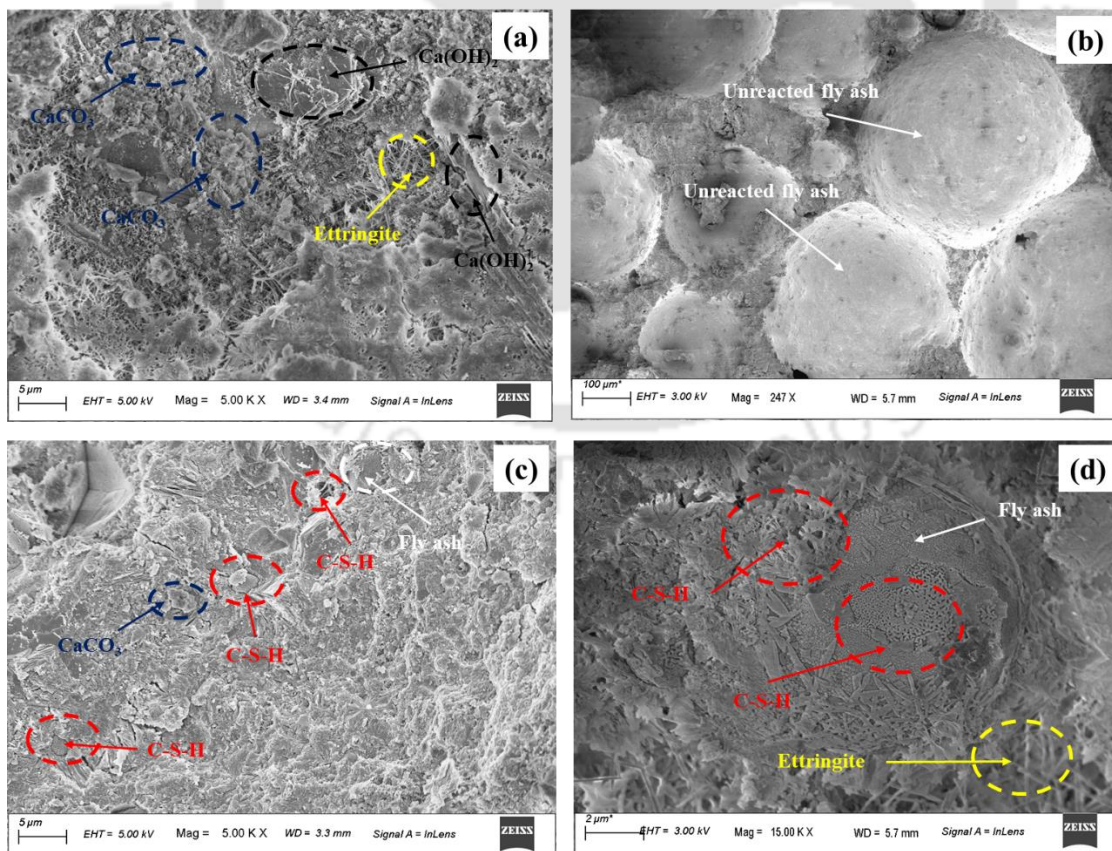 (a)
CaCO3
Ca(OH)2
CaCO3
Ettringite
Ca(OH)2
5 µm
EHT = 5.00 kV Mag = 5.00 K X WD = 3.4 mm Signal A = InLens
ZEISS
(b)
Unreacted fly ash
Unreacted fly ash
100 µm*
EHT = 3.00 kV Mag = 247 X WD = 5.7 mm Signal A = InLens
ZEISS
(c)
C-S-H
Fly ash
CaCO3
C-S-H
C-S-H
5 µm
EHT = 5.00 kV Mag = 5.00 K X WD = 3.3 mm Signal A = InLens
ZEISS
(d)
Fly ash
C-S-H
C-S-H
Ettringite
2 µm*
EHT = 3.00 kV Mag = 15.00 K X WD = 5.7 mm Signal A = InLens
ZEISS